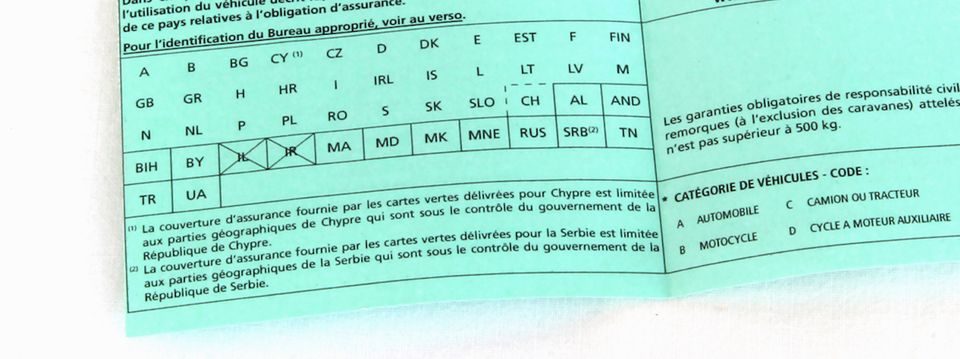 l'utilisation du véhicule
de ce pays relatives à l'obligation d'assurance.
Pour l'identification du Bureau approprié, voir au verso.
A B BG CY (1) CZ D DK E EST F FIN
GB GR H HR I IRL IS L LT LV M
N NL P PL RO S SK SLO CH AL AND
BIH BY IL IR MA MD MK MNE RUS SRB(2) TN
TR UA
(1) La couverture d'assurance fournie par les cartes vertes délivrées pour Chypre est limitée
aux parties géographiques de Chypre qui sont sous le contrôle du gouvernement de la
République de Chypre.
(2) La couverture d'assurance fournie par les cartes vertes délivrées pour la Serbie est limitée
aux parties géographiques de la Serbie qui sont sous le contrôle du gouvernement de la
République de Serbie.
Les garanties obligatoires de responsabilité civil
remorques (à l'exclusion des caravanes) attelés
n'est pas supérieur à 500 kg.
* CATÉGORIE DE VÉHICULES - CODE :
A AUTOMOBILE C CAMION OU TRACTEUR
B MOTOCYCLE D CYCLE A MOTEUR AUXILIAIRE